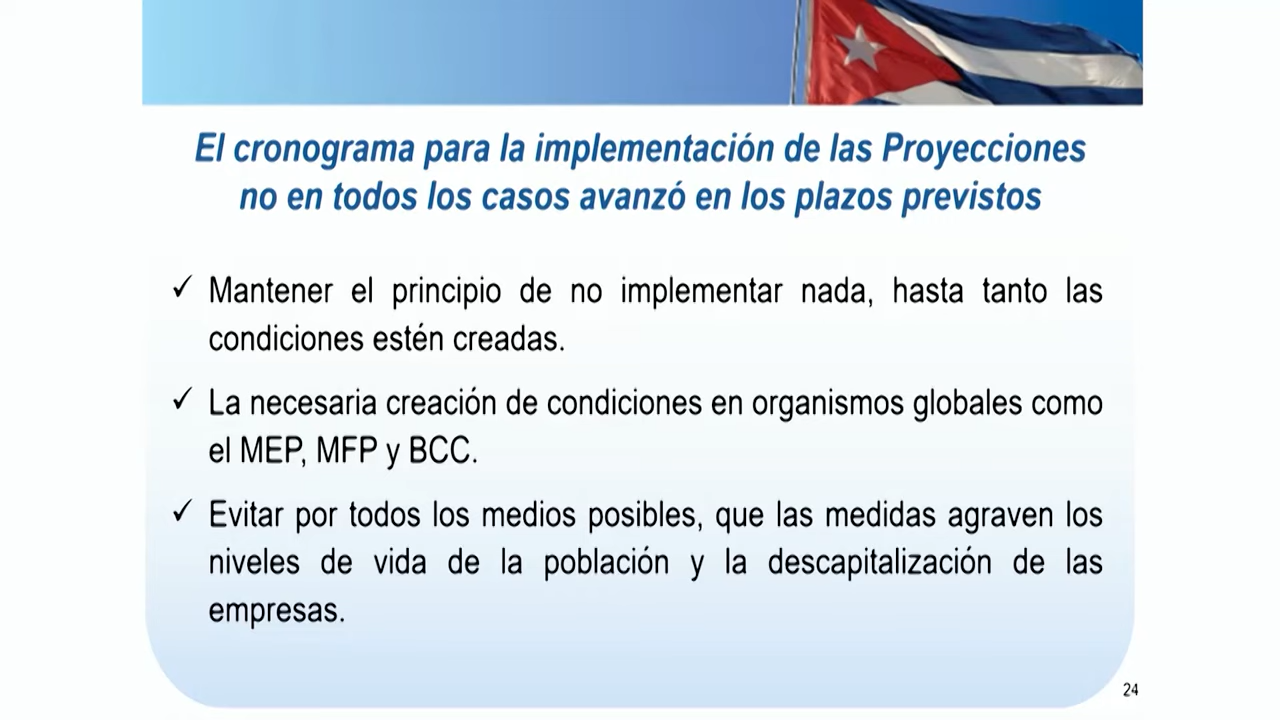 El cronograma para la implementación de las Proyecciones
no en todos los casos avanzó en los plazos previstos
✓ Mantener el principio de no implementar nada, hasta tanto las
condiciones estén creadas.
✓ La necesaria creación de condiciones en organismos globales como
el MEP, MFP y BCC.
✓ Evitar por todos los medios posibles, que las medidas agraven los
niveles de vida de la población y la descapitalización de las
empresas.
24